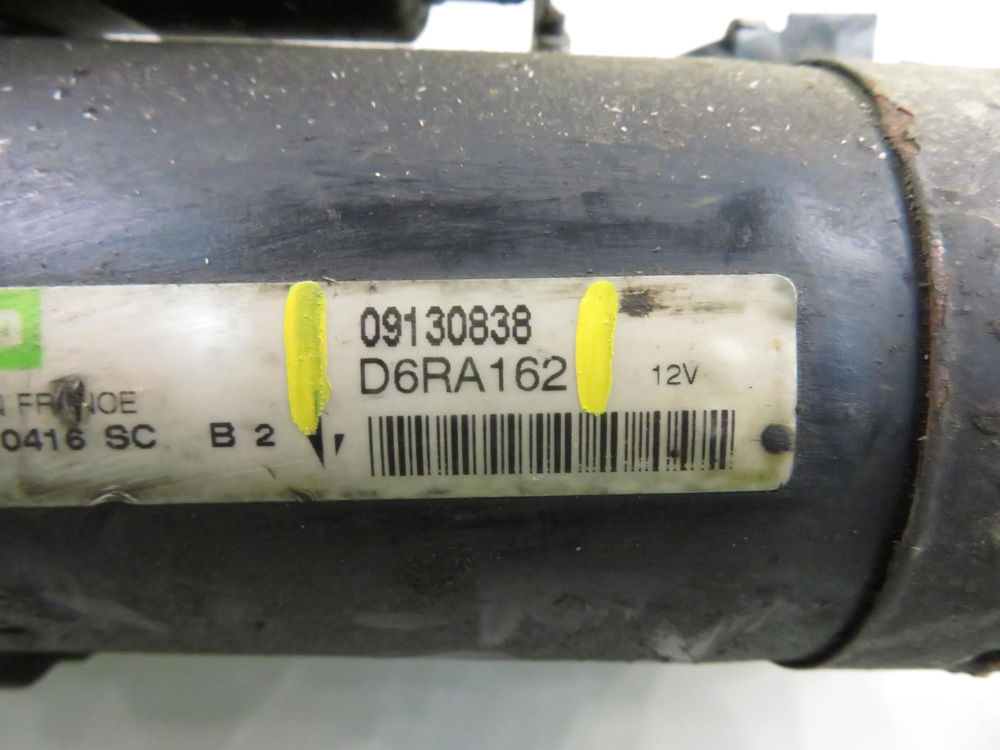 09130838
D6RA162
12V
N FRANCE
0416 SC B 2